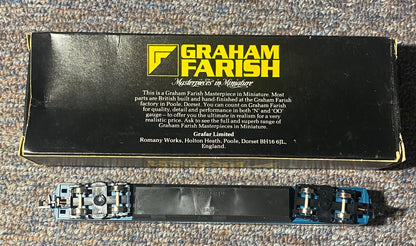 GRAHAM
FARISH
Masterpieces in Miniature
This is a Graham Farish Masterpiece in Miniature. Most
parts are British built and hand-finished at the Graham Farish
factory in Poole, Dorset. You can count on Graham Farish
for quality, detail and performance in both 'N' and 'OO'
gauge—to offer you the ultimate in realism for a very
realistic price. Ask to see the full and superb range of
Graham Farish Masterpieces in Miniature.
Grafar Limited
Romany Works, Holton Heath, Poole, Dorset BH16 6JL,
England.